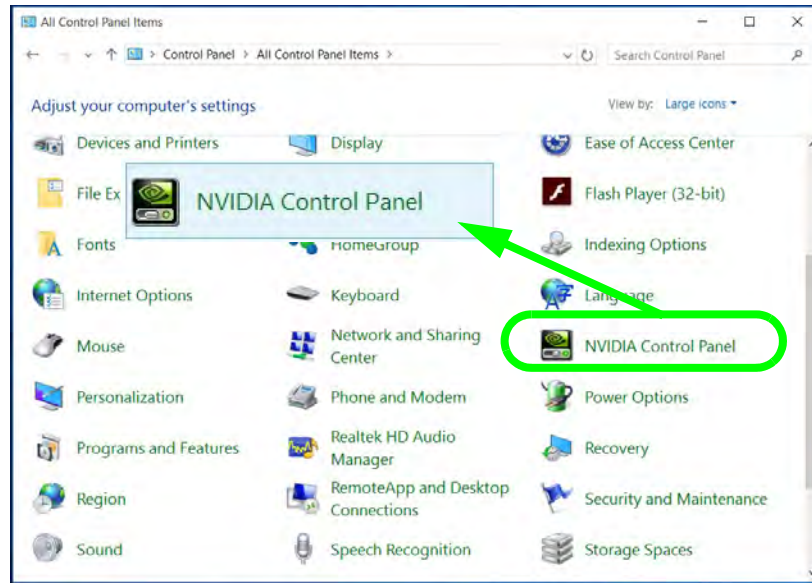 All Control Panel Items
Control Panel > All Control Panel Items >
Search Control Panel
Adjust your computer's settings
View by: Large icons
Devices and Printers
Display
Ease of Access Center
File Ex
NVIDIA Control Panel
Flash Player (32-bit)
Fonts
HomeGroup
Indexing Options
Internet Options
Keyboard
Language
Mouse
Network and Sharing
Center
NVIDIA Control Panel
Personalization
Phone and Modem
Power Options
Programs and Features
Realtek HD Audio
Manager
Recovery
Region
RemoteApp and Desktop
Connections
Security and Maintenance
Sound
Speech Recognition
Storage Spaces